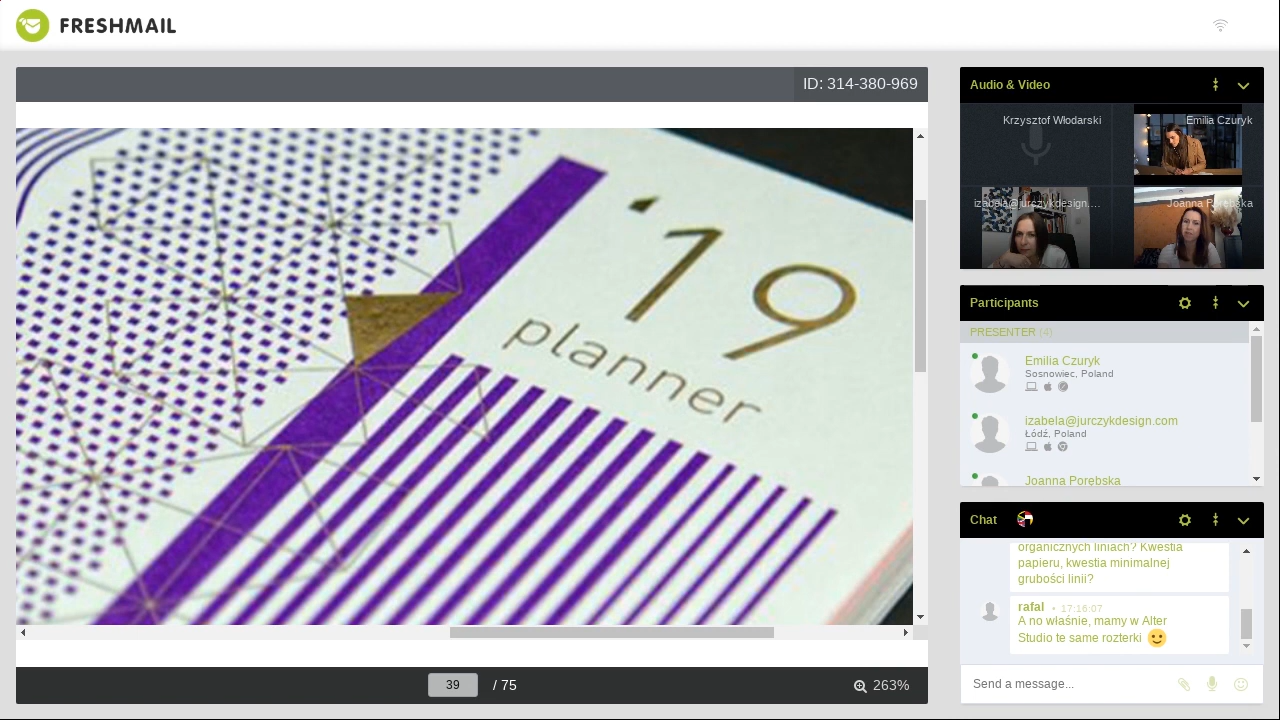 FRESHMAIL
ID: 314-380-969
'19
planner
39 / 75
263%
Audio & Video
Krzysztof Włodarski
Emilia Czuryk
izabela@jurczykdesign....
Joanna Porębska
Participants
PRESENTER (4)
Emilia Czuryk
Sosnowiec, Poland
izabela@jurczykdesign.com
Łódź, Poland
Joanna Porębska
Chat
organicznych liniach? Kwestia
papieru, kwestia minimalnej
grubości linii?
rafal • 17:16:07
A no właśnie, mamy w Alter
Studio te same rozterki
Send a message...